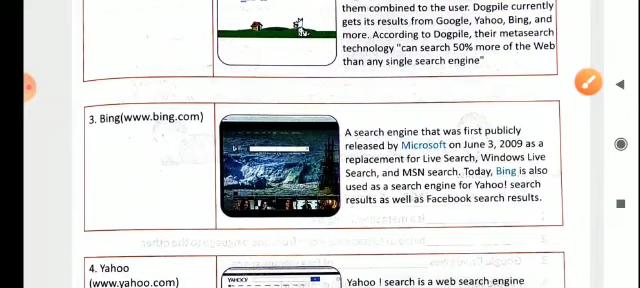 them combined to the user. Dogpile currently
gets its results from Google, Yahoo, Bing, and
more. According to Dogpile, their metasearch
technology "can search 50% more of the Web
than any single search engine"
3. Bing(www.bing.com)
A search engine that was first publicly
released by Microsoft on June 3, 2009 as a
replacement for Live Search, Windows Live
Search, and MSN search. Today, Bing is also
used as a search engine for Yahoo! search
results as well as Facebook search results.
4. Yahoo
(www.yahoo.com)
YAHOO!
Yahoo ! search is a web search engine